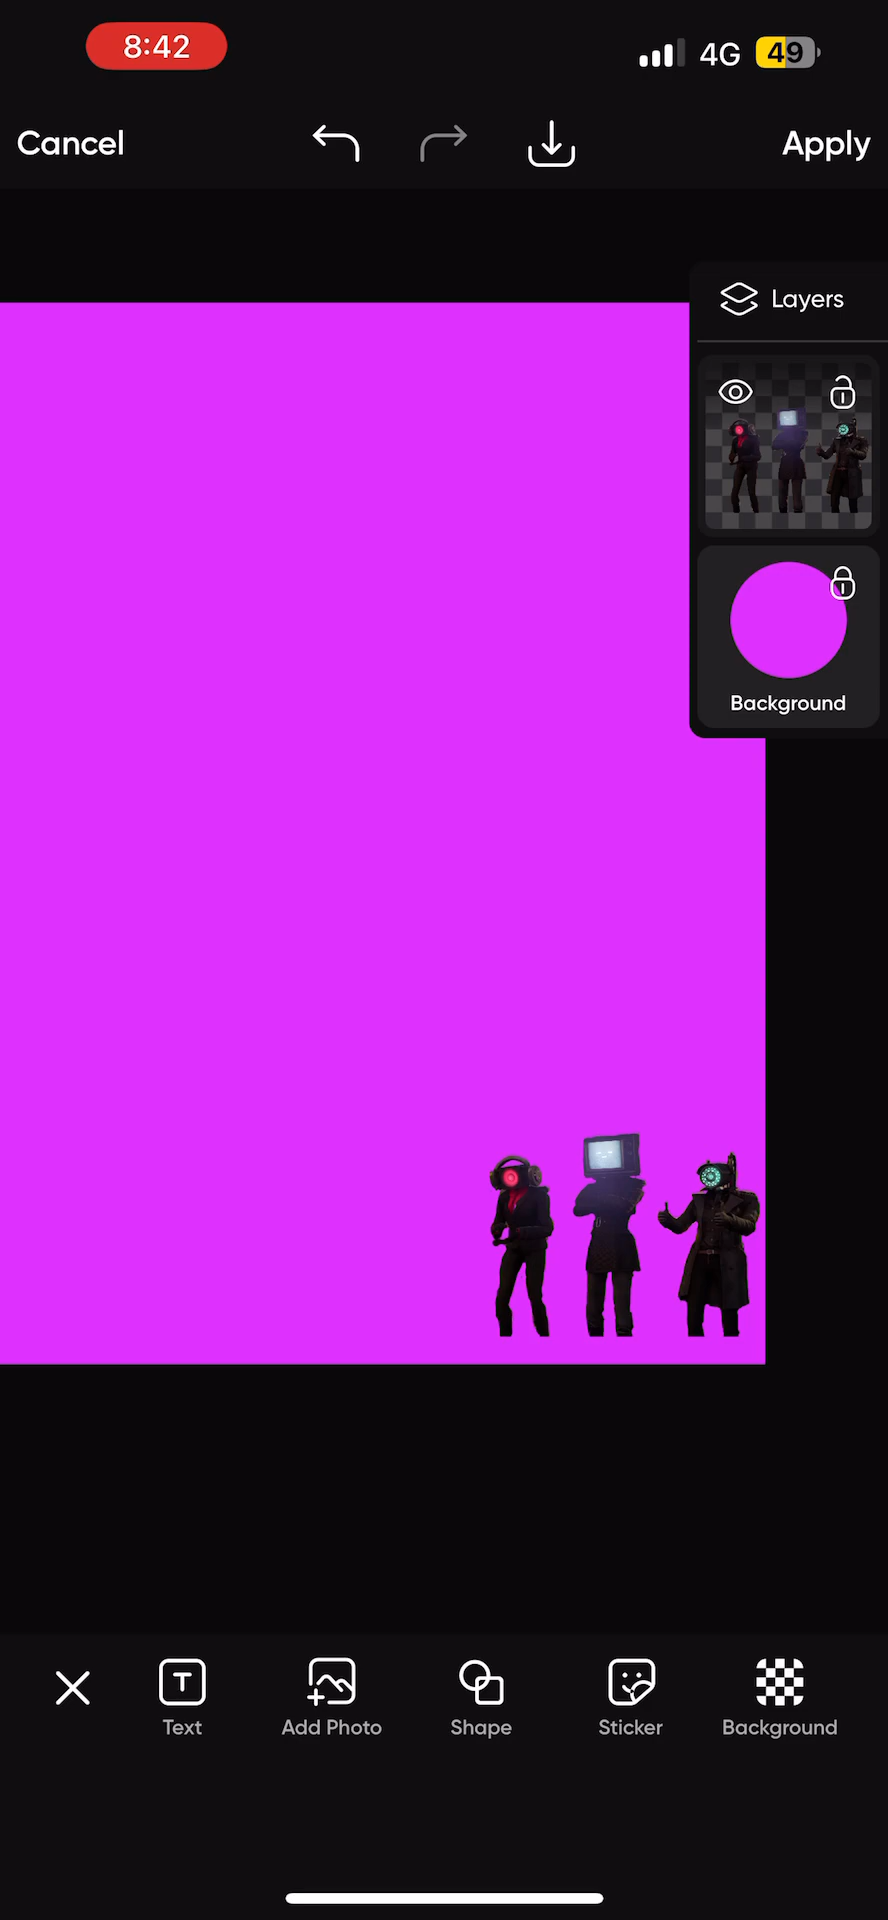 8:42
4G
49
Cancel
Apply
Layers
Background
T
Text
Add Photo
Shape
Sticker
Background